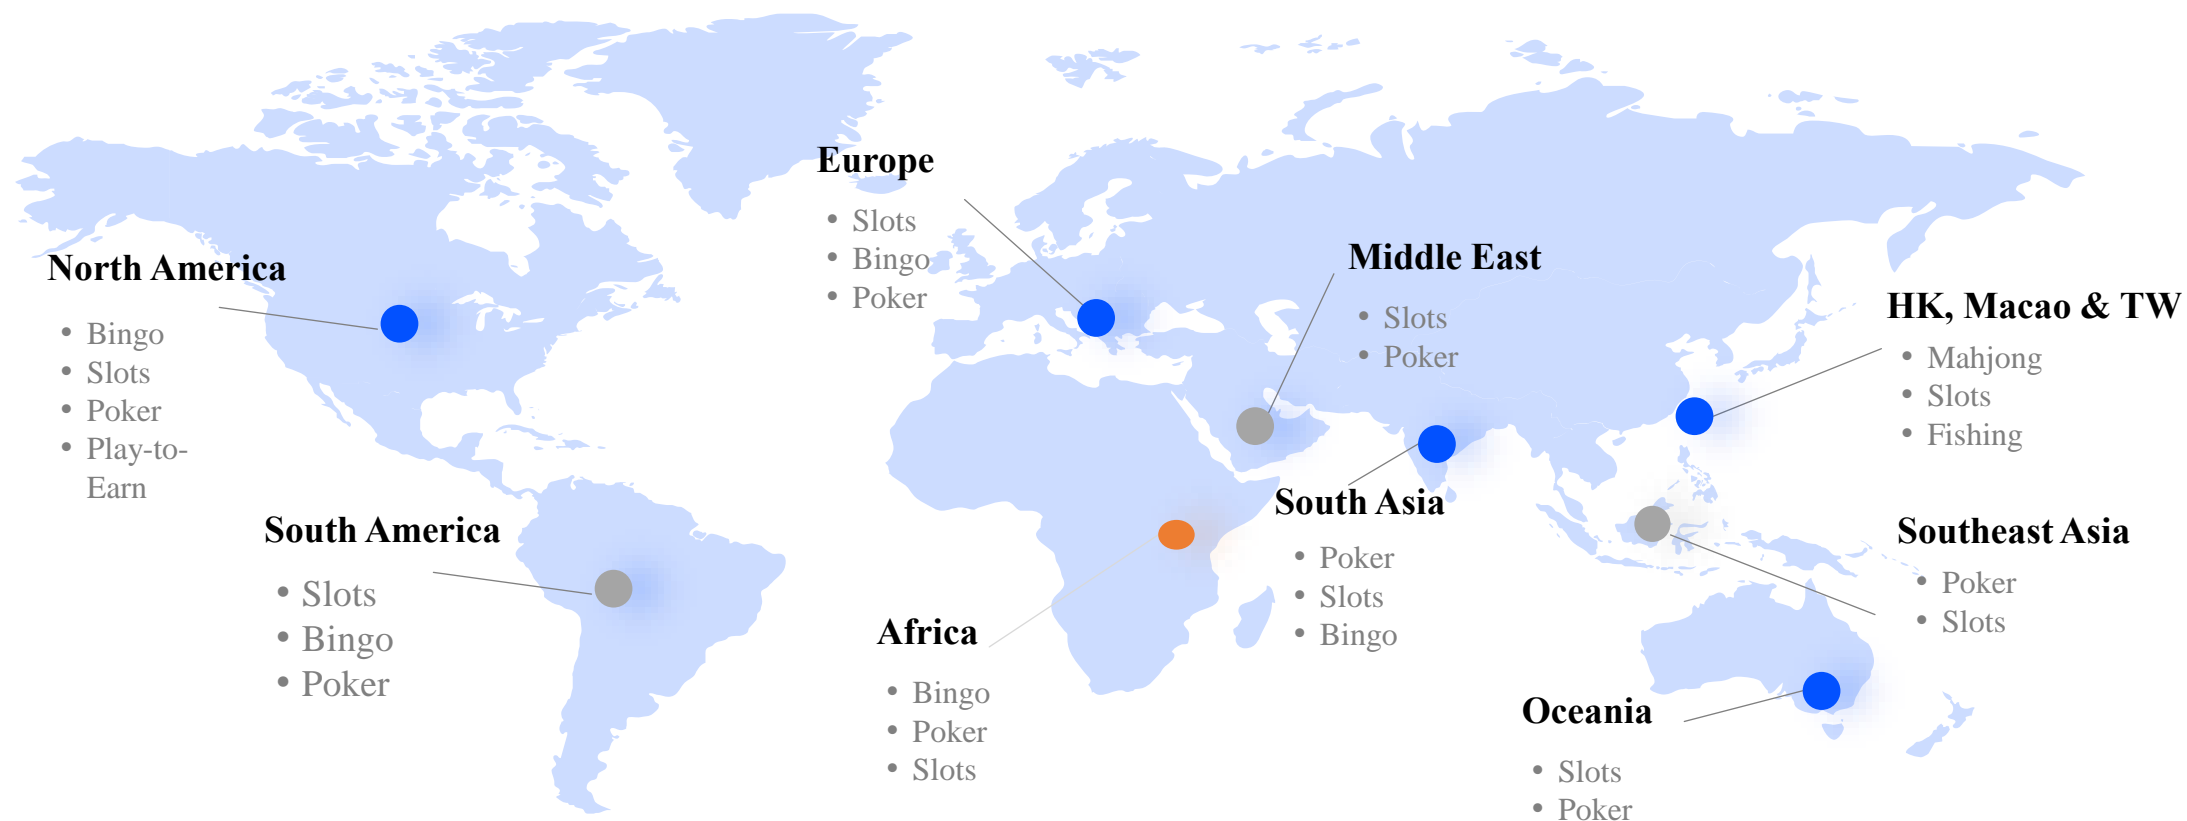 Europe
• Slots
• Bingo
• Poker
North America
• Bingo
• Slots
• Poker
• Play-to-
Earn
Middle East
• Slots
• Poker
HK, Macao & TW
• Mahjong
• Slots
• Fishing
South America
• Slots
• Bingo
• Poker
South Asia
• Poker
• Slots
• Bingo
Southeast Asia
• Poker
• Slots
Africa
• Bingo
• Poker
• Slots
Oceania
• Slots
• Poker